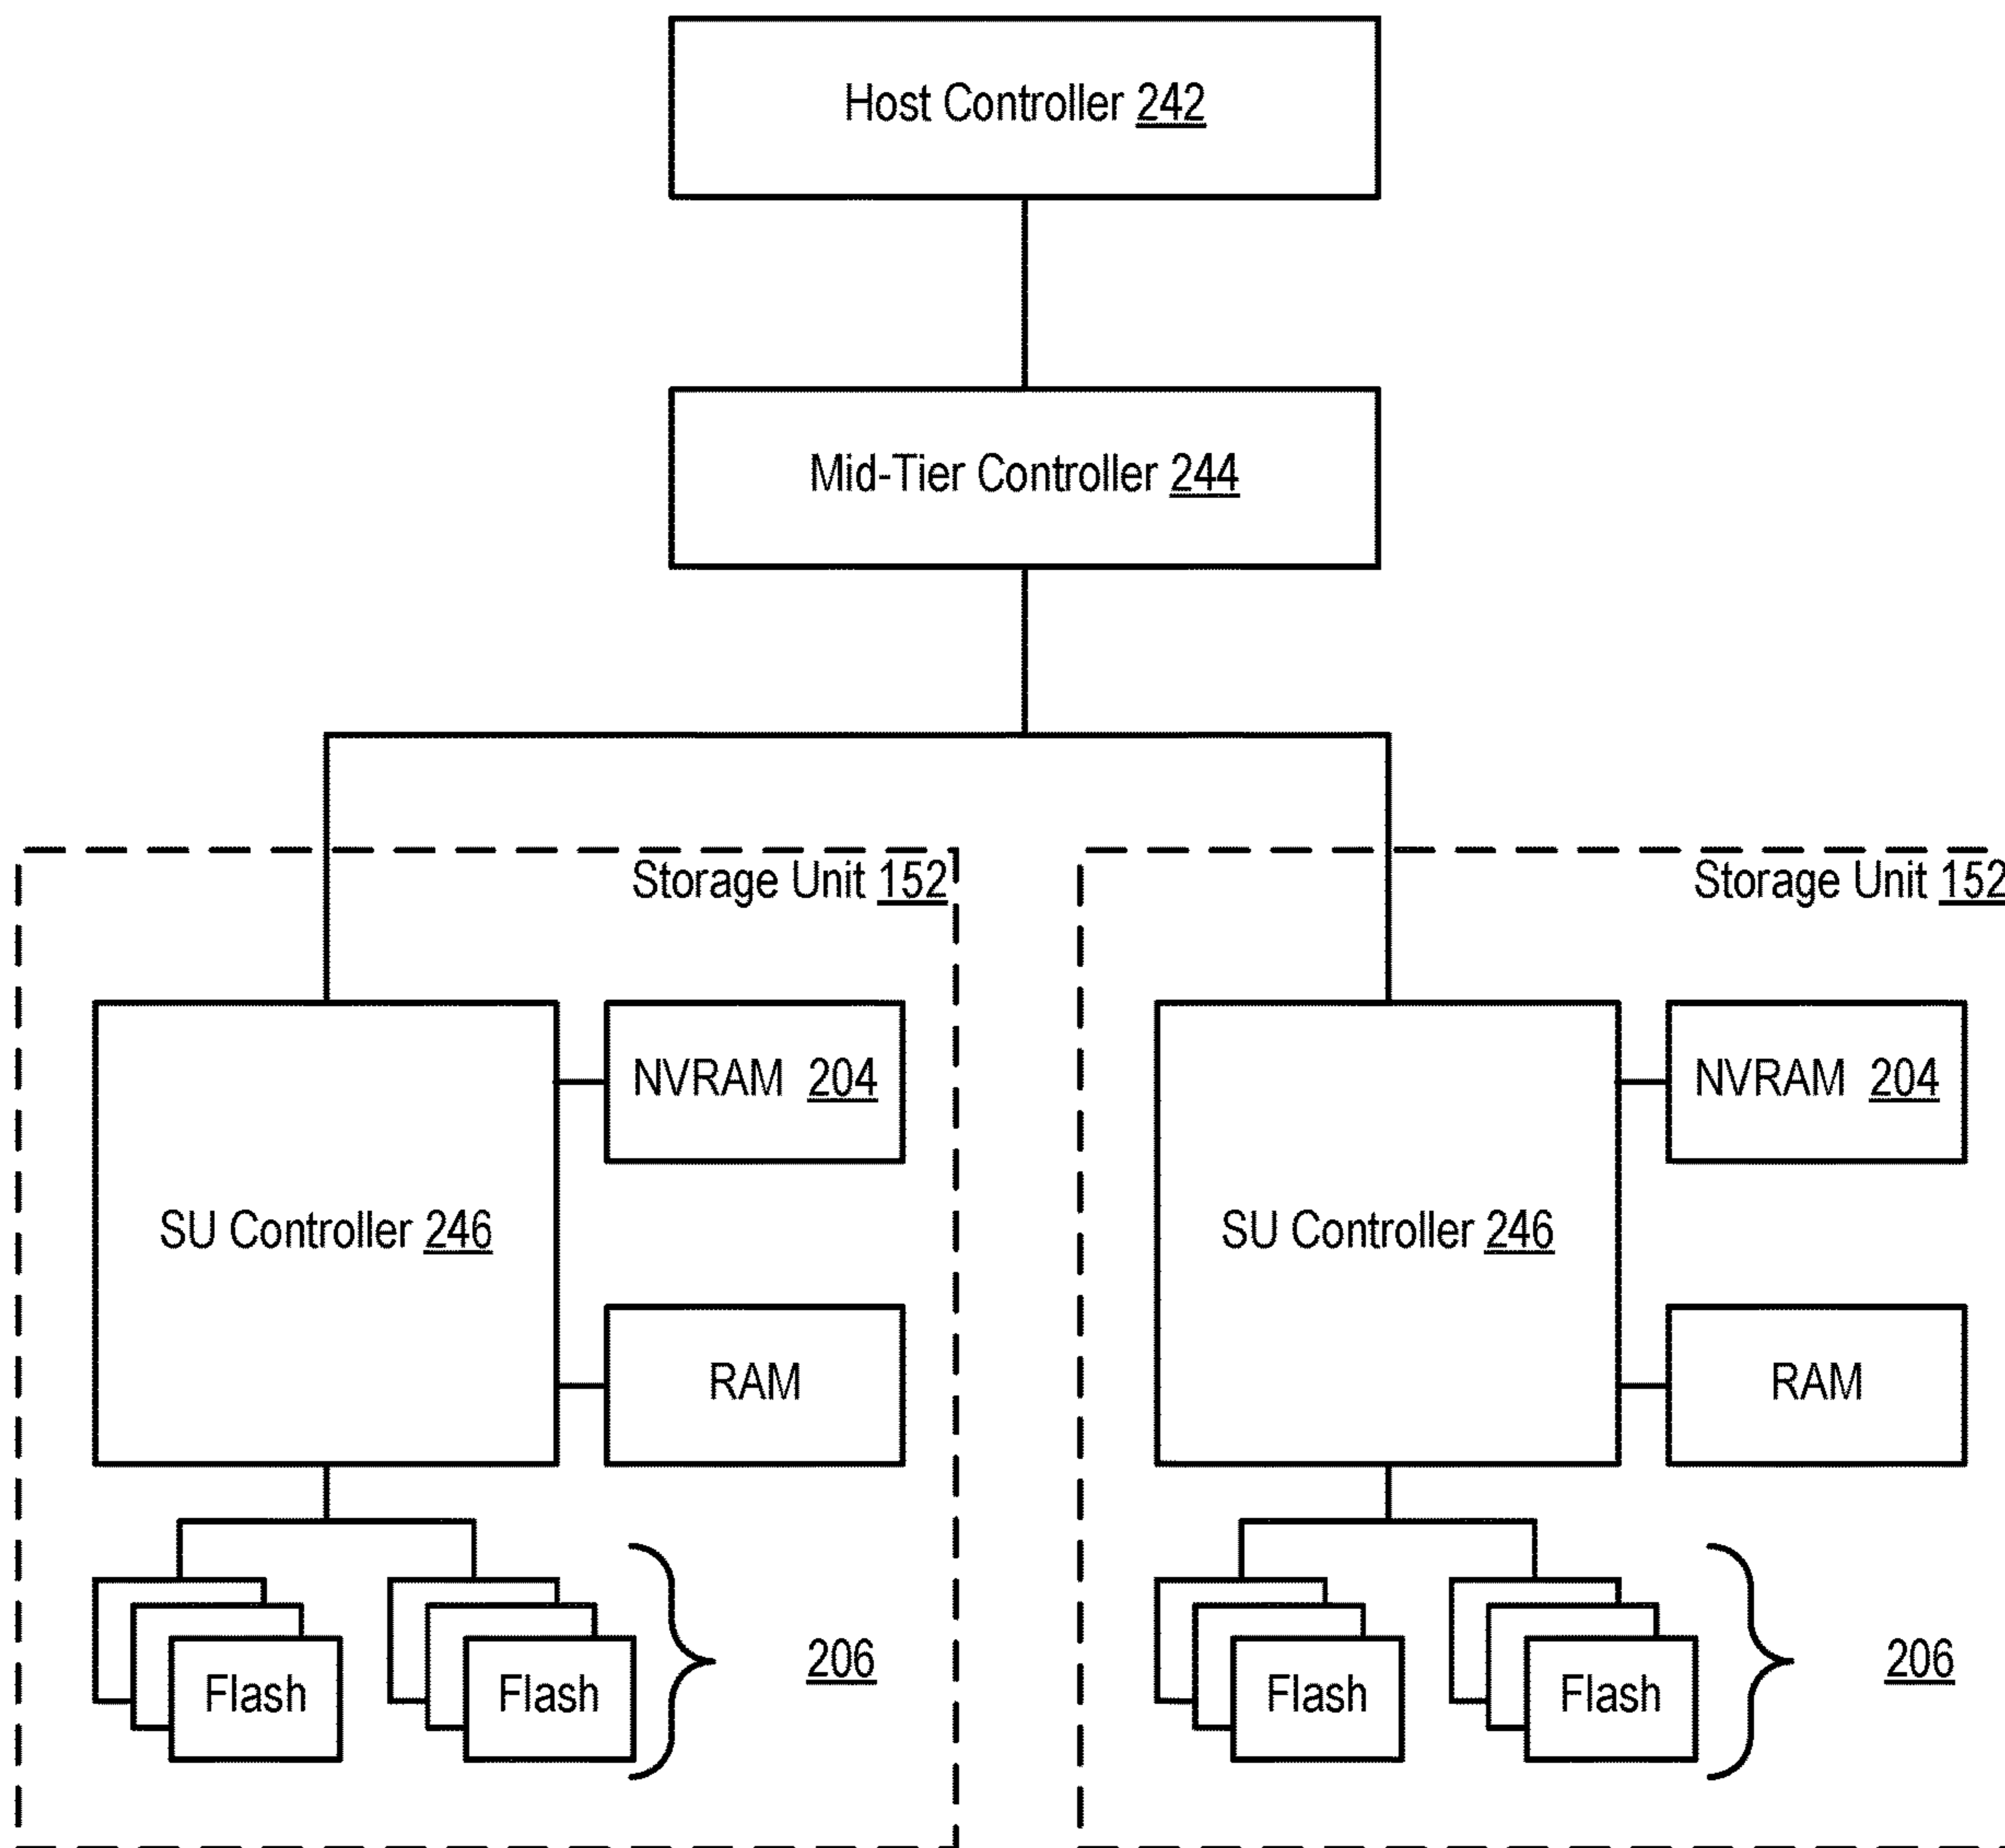 Host Controller 242
Mid-Tier Controller 244
Storage Unit 152
Storage Unit 152
NVRAM 204
NVRAM 204
SU Controller 246
SU Controller 246
RAM
RAM
206
206
Flash
Flash
Flash
Flash